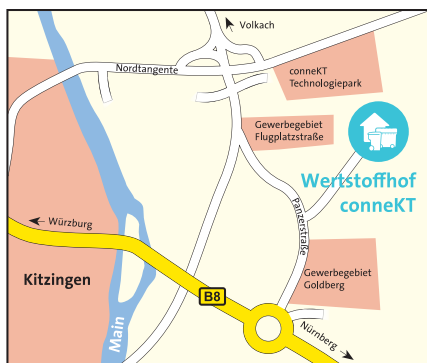 Volkach
Nordtangente
conneKT
Technologiepark
Gewerbegebiet
Flugplatzstraße
Wertstoffhof
conneKT
Panzerstraße
Würzburg
Kitzingen
Gewerbegebiet
Goldberg
B8
Main
Nürnberg